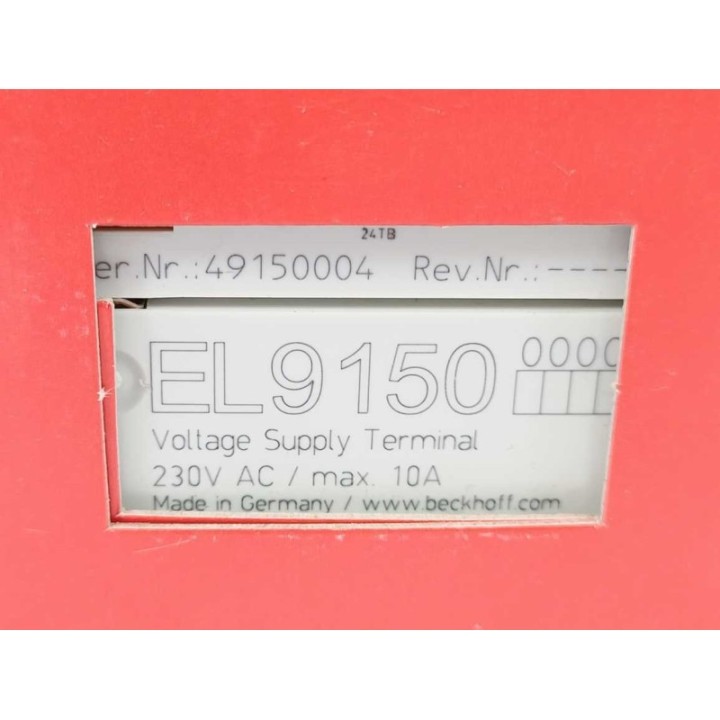 24TB
er.Nr.:49150004 Rev.Nr.:----
EL9150 0000
Voltage Supply Terminal
230V AC / max. 10A
Made in Germany / www.beckhoff.com